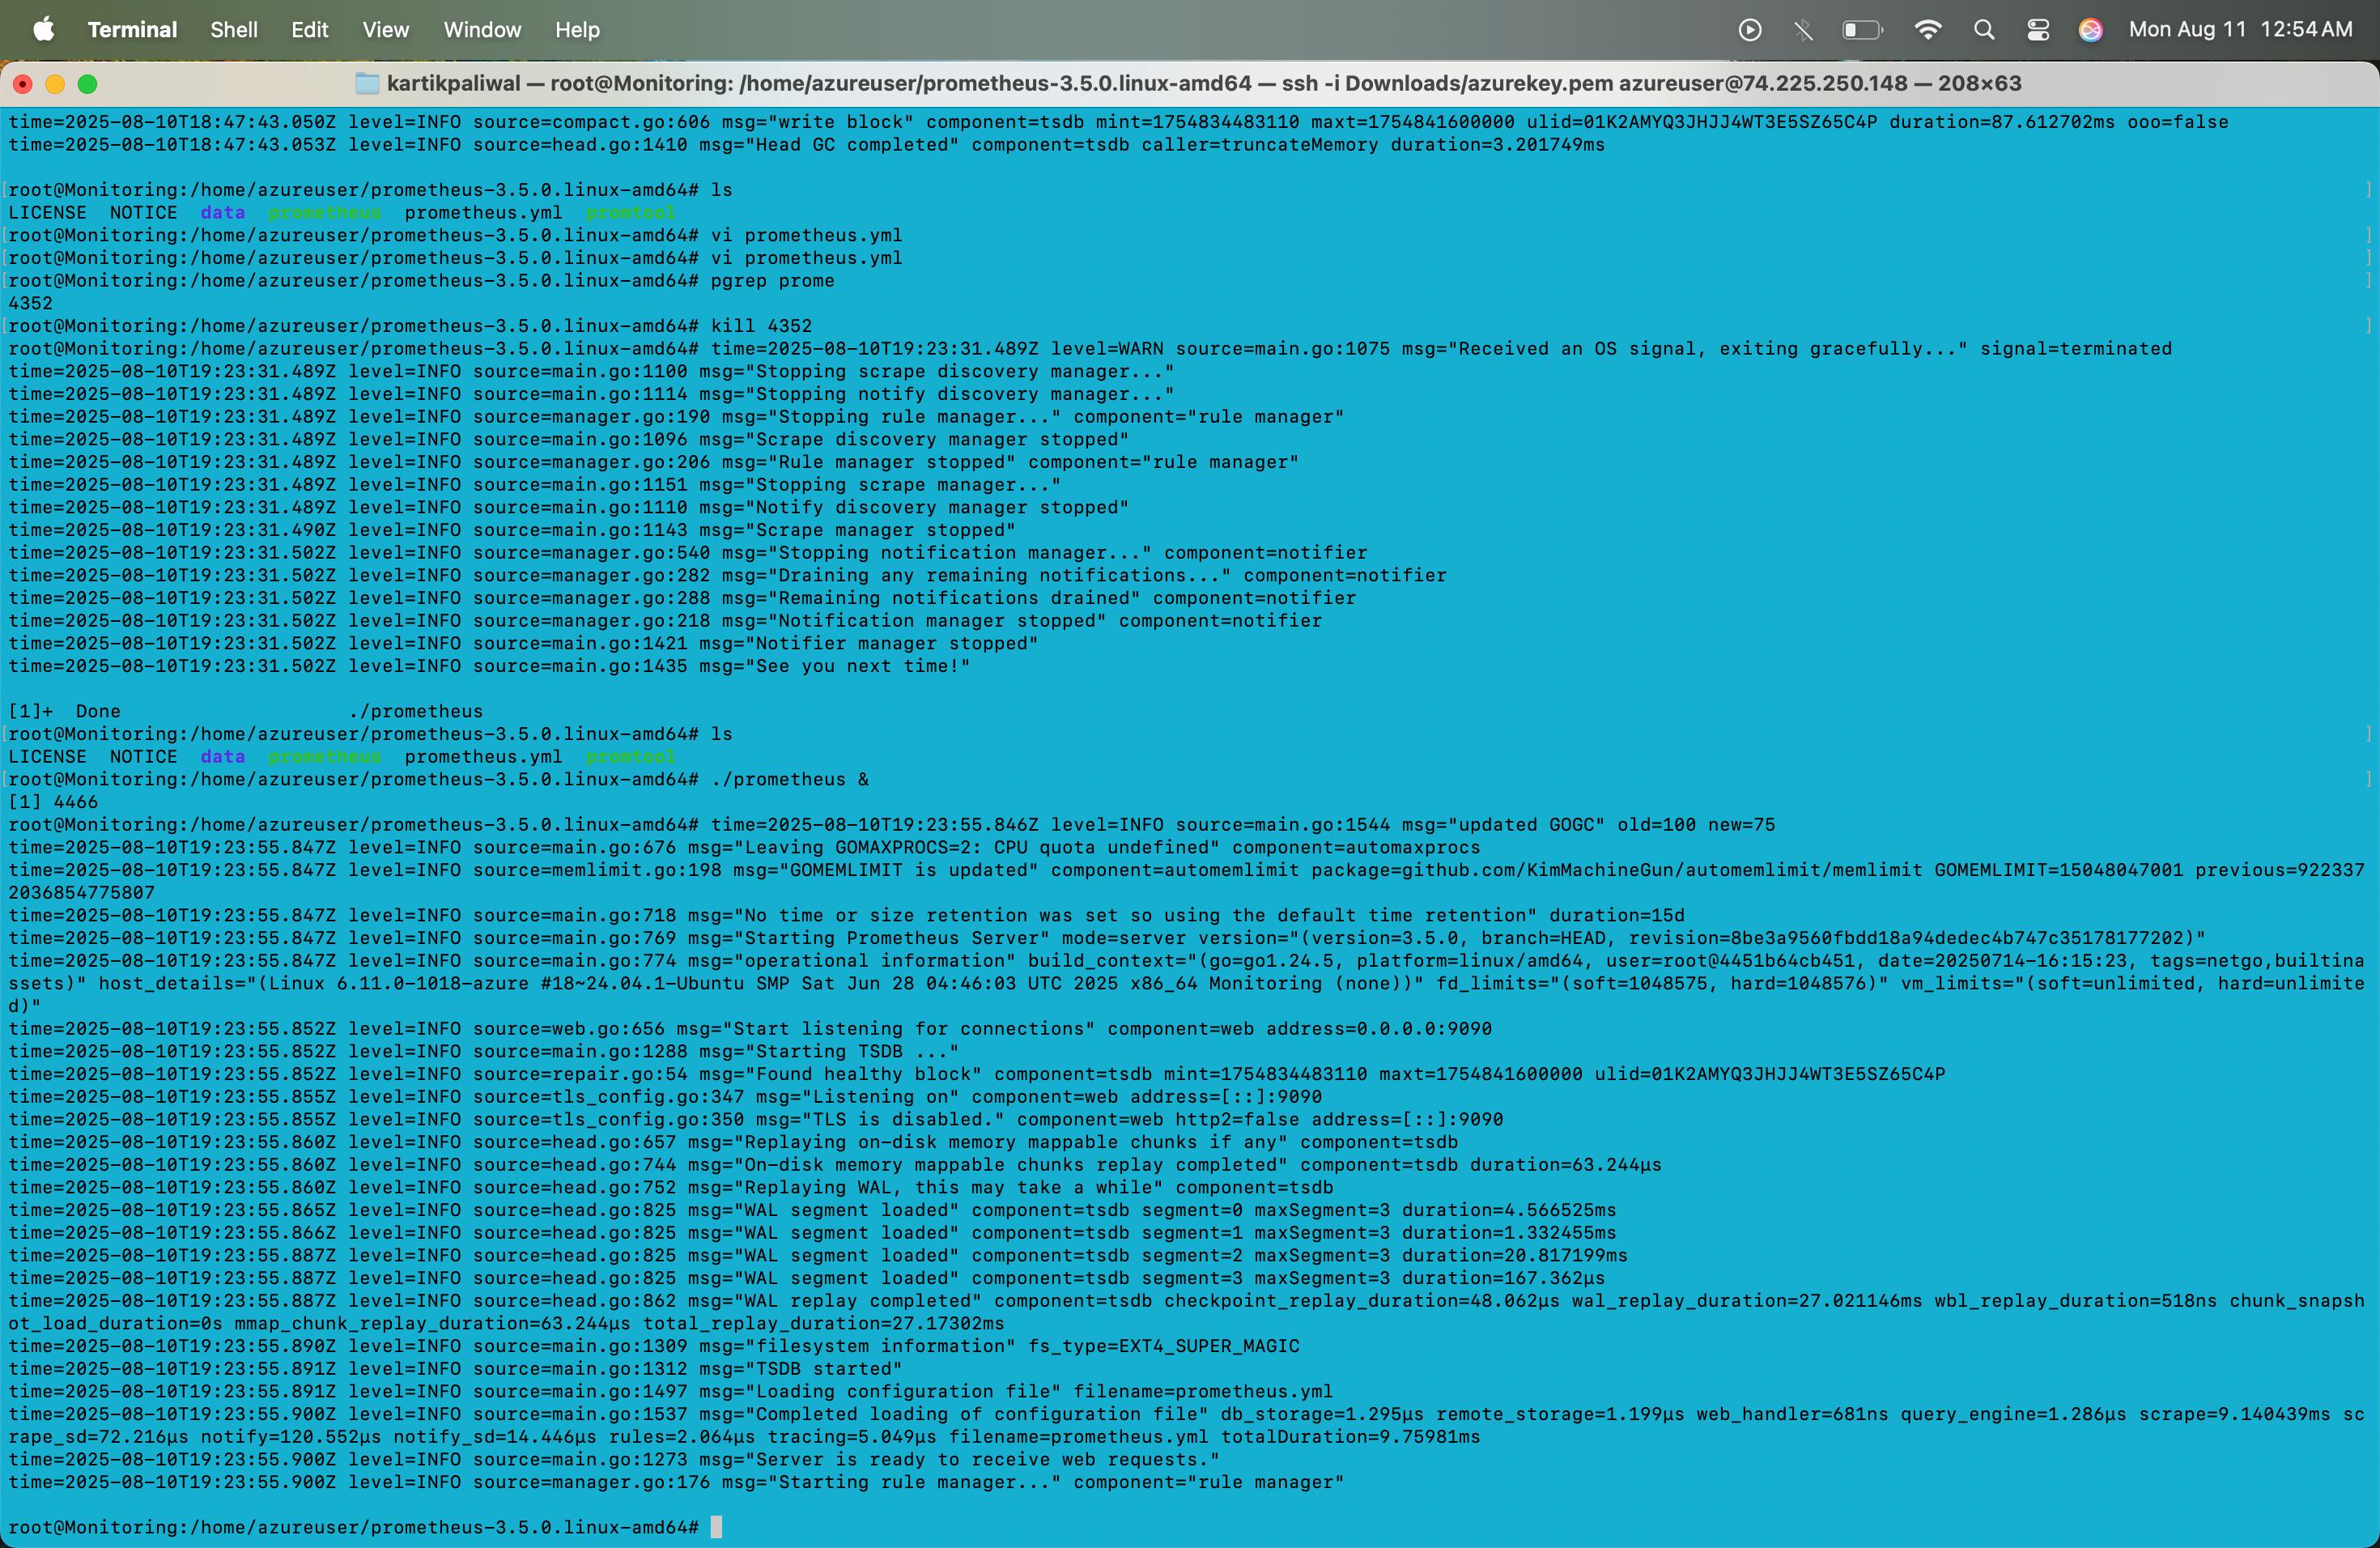 Terminal Shell Edit View Window Help Mon Aug 11 12:54 AM
kartikpaliwal — root@Monitoring: /home/azureuser/prometheus-3.5.0.linux-amd64 — ssh -i Downloads/azurekey.pem azureuser@74.225.250.148 — 208×63
time=2025-08-10T18:47:43.050Z level=INFO source=compact.go:606 msg="write block" component=tsdb mint=1754834483110 maxt=1754841600000 ulid=01K2AMYQ3JHJJ4WT3E5SZ65C4P duration=87.612702ms ooo=false
time=2025-08-10T18:47:43.053Z level=INFO source=head.go:1410 msg="Head GC completed" component=tsdb caller=truncateMemory duration=3.201749ms
[root@Monitoring:/home/azureuser/prometheus-3.5.0.linux-amd64# ls ]
LICENSE NOTICE data prometheus prometheus.yml promtool
[root@Monitoring:/home/azureuser/prometheus-3.5.0.linux-amd64# vi prometheus.yml ]
[root@Monitoring:/home/azureuser/prometheus-3.5.0.linux-amd64# vi prometheus.yml ]
[root@Monitoring:/home/azureuser/prometheus-3.5.0.linux-amd64# pgrep prome ]
4352
[root@Monitoring:/home/azureuser/prometheus-3.5.0.linux-amd64# kill 4352 ]
root@Monitoring:/home/azureuser/prometheus-3.5.0.linux-amd64# time=2025-08-10T19:23:31.489Z level=WARN source=main.go:1075 msg="Received an OS signal, exiting gracefully..." signal=terminated
time=2025-08-10T19:23:31.489Z level=INFO source=main.go:1100 msg="Stopping scrape discovery manager..."
time=2025-08-10T19:23:31.489Z level=INFO source=main.go:1114 msg="Stopping notify discovery manager..."
time=2025-08-10T19:23:31.489Z level=INFO source=manager.go:190 msg="Stopping rule manager..." component="rule manager"
time=2025-08-10T19:23:31.489Z level=INFO source=main.go:1096 msg="Scrape discovery manager stopped"
time=2025-08-10T19:23:31.489Z level=INFO source=manager.go:206 msg="Rule manager stopped" component="rule manager"
time=2025-08-10T19:23:31.489Z level=INFO source=main.go:1151 msg="Stopping scrape manager..."
time=2025-08-10T19:23:31.489Z level=INFO source=main.go:1110 msg="Notify discovery manager stopped"
time=2025-08-10T19:23:31.490Z level=INFO source=main.go:1143 msg="Scrape manager stopped"
time=2025-08-10T19:23:31.502Z level=INFO source=manager.go:540 msg="Stopping notification manager..." component=notifier
time=2025-08-10T19:23:31.502Z level=INFO source=manager.go:282 msg="Draining any remaining notifications..." component=notifier
time=2025-08-10T19:23:31.502Z level=INFO source=manager.go:288 msg="Remaining notifications drained" component=notifier
time=2025-08-10T19:23:31.502Z level=INFO source=manager.go:218 msg="Notification manager stopped" component=notifier
time=2025-08-10T19:23:31.502Z level=INFO source=main.go:1421 msg="Notifier manager stopped"
time=2025-08-10T19:23:31.502Z level=INFO source=main.go:1435 msg="See you next time!"
[1]+ Done ./prometheus
[root@Monitoring:/home/azureuser/prometheus-3.5.0.linux-amd64# ls ]
LICENSE NOTICE data prometheus prometheus.yml promtool
[root@Monitoring:/home/azureuser/prometheus-3.5.0.linux-amd64# ./prometheus & ]
[1] 4466
root@Monitoring:/home/azureuser/prometheus-3.5.0.linux-amd64# time=2025-08-10T19:23:55.846Z level=INFO source=main.go:1544 msg="updated GOGC" old=100 new=75
time=2025-08-10T19:23:55.847Z level=INFO source=main.go:676 msg="Leaving GOMAXPROCS=2: CPU quota undefined" component=automaxprocs
time=2025-08-10T19:23:55.847Z level=INFO source=memlimit.go:198 msg="GOMEMLIMIT is updated" component=automemlimit package=github.com/KimMachineGun/automemlimit/memlimit GOMEMLIMIT=15048047001 previous=922337
2036854775807
time=2025-08-10T19:23:55.847Z level=INFO source=main.go:718 msg="No time or size retention was set so using the default time retention" duration=15d
time=2025-08-10T19:23:55.847Z level=INFO source=main.go:769 msg="Starting Prometheus Server" mode=server version="(version=3.5.0, branch=HEAD, revision=8be3a9560fbdd18a94dedec4b747c35178177202)"
time=2025-08-10T19:23:55.847Z level=INFO source=main.go:774 msg="operational information" build_context="(go=go1.24.5, platform=linux/amd64, user=root@4451b64cb451, date=20250714-16:15:23, tags=netgo,builtina
ssets)" host_details="(Linux 6.11.0-1018-azure #18~24.04.1-Ubuntu SMP Sat Jun 28 04:46:03 UTC 2025 x86_64 Monitoring (none))" fd_limits="(soft=1048575, hard=1048576)" vm_limits="(soft=unlimited, hard=unlimite
d)"
time=2025-08-10T19:23:55.852Z level=INFO source=web.go:656 msg="Start listening for connections" component=web address=0.0.0.0:9090
time=2025-08-10T19:23:55.852Z level=INFO source=main.go:1288 msg="Starting TSDB ..."
time=2025-08-10T19:23:55.852Z level=INFO source=repair.go:54 msg="Found healthy block" component=tsdb mint=1754834483110 maxt=1754841600000 ulid=01K2AMYQ3JHJJ4WT3E5SZ65C4P
time=2025-08-10T19:23:55.855Z level=INFO source=tls_config.go:347 msg="Listening on" component=web address=[::]:9090
time=2025-08-10T19:23:55.855Z level=INFO source=tls_config.go:350 msg="TLS is disabled." component=web http2=false address=[::]:9090
time=2025-08-10T19:23:55.860Z level=INFO source=head.go:657 msg="Replaying on-disk memory mappable chunks if any" component=tsdb
time=2025-08-10T19:23:55.860Z level=INFO source=head.go:744 msg="On-disk memory mappable chunks replay completed" component=tsdb duration=63.244µs
time=2025-08-10T19:23:55.860Z level=INFO source=head.go:752 msg="Replaying WAL, this may take a while" component=tsdb
time=2025-08-10T19:23:55.865Z level=INFO source=head.go:825 msg="WAL segment loaded" component=tsdb segment=0 maxSegment=3 duration=4.566525ms
time=2025-08-10T19:23:55.866Z level=INFO source=head.go:825 msg="WAL segment loaded" component=tsdb segment=1 maxSegment=3 duration=1.332455ms
time=2025-08-10T19:23:55.887Z level=INFO source=head.go:825 msg="WAL segment loaded" component=tsdb segment=2 maxSegment=3 duration=20.817199ms
time=2025-08-10T19:23:55.887Z level=INFO source=head.go:825 msg="WAL segment loaded" component=tsdb segment=3 maxSegment=3 duration=167.362µs
time=2025-08-10T19:23:55.887Z level=INFO source=head.go:862 msg="WAL replay completed" component=tsdb checkpoint_replay_duration=48.062µs wal_replay_duration=27.021146ms wbl_replay_duration=518ns chunk_snapsh
ot_load_duration=0s mmap_chunk_replay_duration=63.244µs total_replay_duration=27.17302ms
time=2025-08-10T19:23:55.890Z level=INFO source=main.go:1309 msg="filesystem information" fs_type=EXT4_SUPER_MAGIC
time=2025-08-10T19:23:55.891Z level=INFO source=main.go:1312 msg="TSDB started"
time=2025-08-10T19:23:55.891Z level=INFO source=main.go:1497 msg="Loading configuration file" filename=prometheus.yml
time=2025-08-10T19:23:55.900Z level=INFO source=main.go:1537 msg="Completed loading of configuration file" db_storage=1.295µs remote_storage=1.199µs web_handler=681ns query_engine=1.286µs scrape=9.140439ms sc
rape_sd=72.216µs notify=120.552µs notify_sd=14.446µs rules=2.064µs tracing=5.049µs filename=prometheus.yml totalDuration=9.75981ms
time=2025-08-10T19:23:55.900Z level=INFO source=main.go:1273 msg="Server is ready to receive web requests."
time=2025-08-10T19:23:55.900Z level=INFO source=manager.go:176 msg="Starting rule manager..." component="rule manager"
root@Monitoring:/home/azureuser/prometheus-3.5.0.linux-amd64#